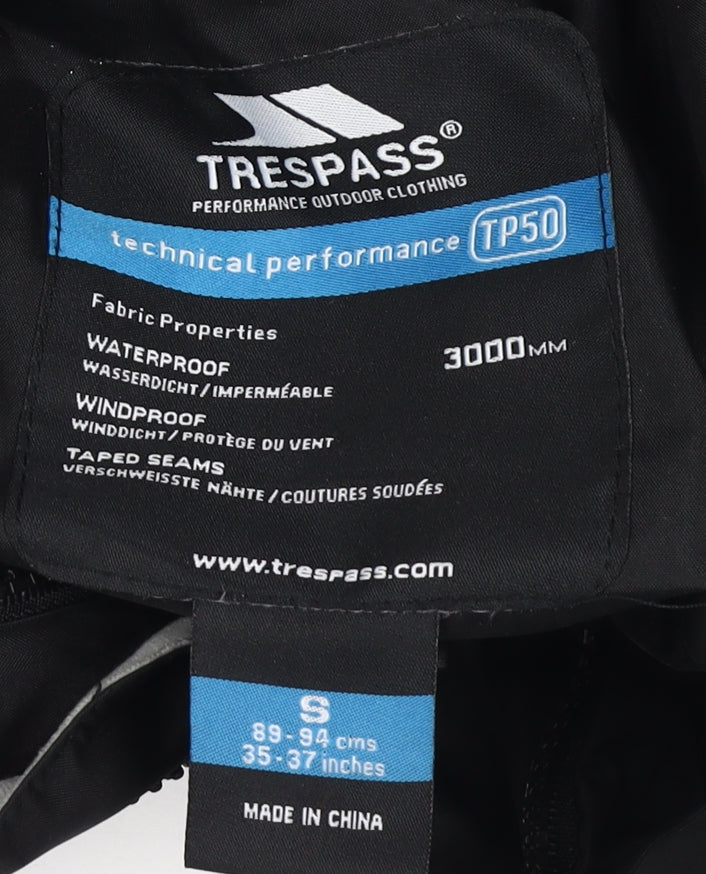 TRESPASS®
PERFORMANCE OUTDOOR CLOTHING
technical performance TP50
Fabric Properties
WATERPROOF 3000MM
WASSERDICHT/IMPERMÉABLE
WINDPROOF
WINDDICHT/PROTÈGE DU VENT
TAPED SEAMS
VERSCHWEISSTE NÄHTE/COUTURES SOUDÉES
www.trespass.com
S
89-94 cms
35-37 inches
MADE IN CHINA